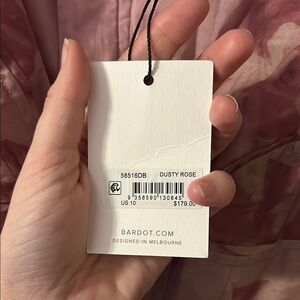 58516DB DUSTY ROSE
9 358590 130845
US 10 $179.00
BARDOT.COM
DESIGNED IN MELBOURNE